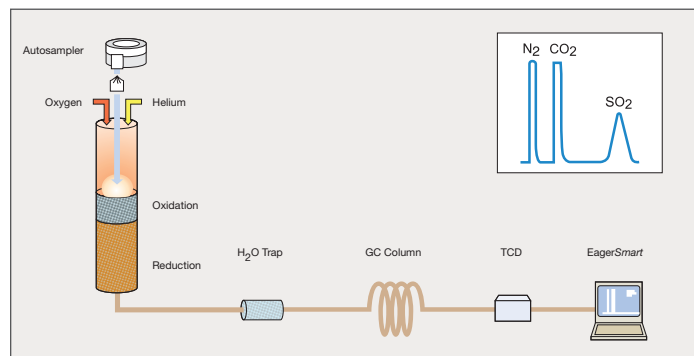 Autosampler
Oxygen
Helium
Oxidation
Reduction
H₂O Trap
GC Column
TCD
EagerSmart
N₂
CO₂
SO₂